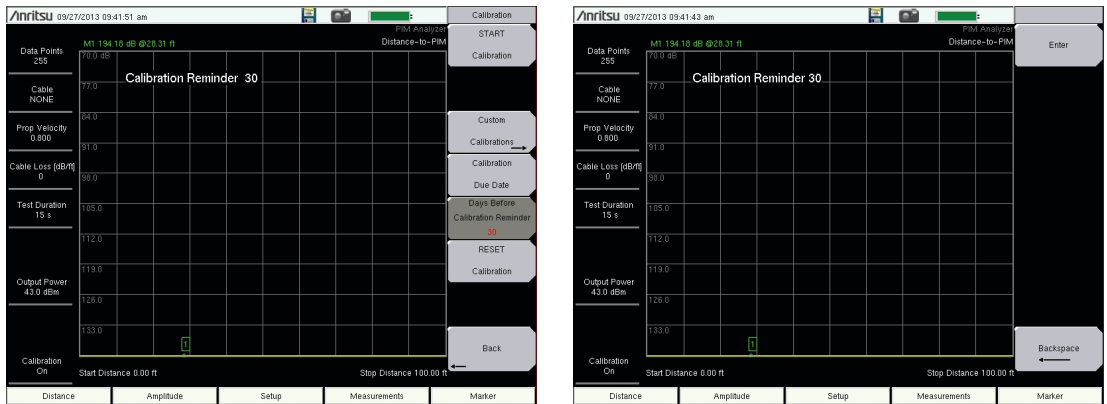 Anritsu 09/27/2013 09:41:51 am
Calibration
PIM Analyzer
Distance-to-PIM
M1 194.18 dB @28.31 ft
Data Points
255
Cable
NONE
Prop Velocity
0.800
Cable Loss [dB/ft]
0
Test Duration
15 s
Output Power
43.0 dBm
Calibration
On
70.0 dB
77.0
84.0
91.0
98.0
105.0
112.0
119.0
126.0
133.0
Calibration Reminder 30
1
Start Distance 0.00 ft
Stop Distance 100.00 ft
START
Calibration
Custom
Calibrations
Calibration
Due Date
Days Before
Calibration Reminder
30
RESET
Calibration
Back
Distance
Amplitude
Setup
Measurements
Marker
Anritsu 09/27/2013 09:41:43 am
PIM Analyzer
Distance-to-PIM
M1 194.18 dB @28.31 ft
Data Points
255
Cable
NONE
Prop Velocity
0.800
Cable Loss [dB/ft]
0
Test Duration
15 s
Output Power
43.0 dBm
Calibration
On
70.0 dB
77.0
84.0
91.0
98.0
105.0
112.0
119.0
126.0
133.0
Calibration Reminder 30
1
Start Distance 0.00 ft
Stop Distance 100.00 ft
Enter
Backspace
Distance
Amplitude
Setup
Measurements
Marker